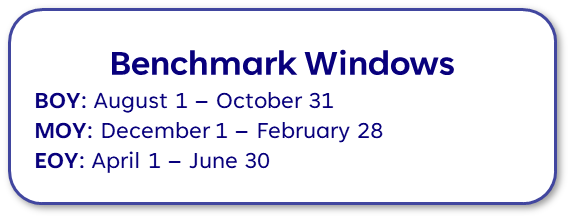 Benchmark Windows
BOY: August 1 – October 31
MOY: December 1 – February 28
EOY: April 1 – June 30